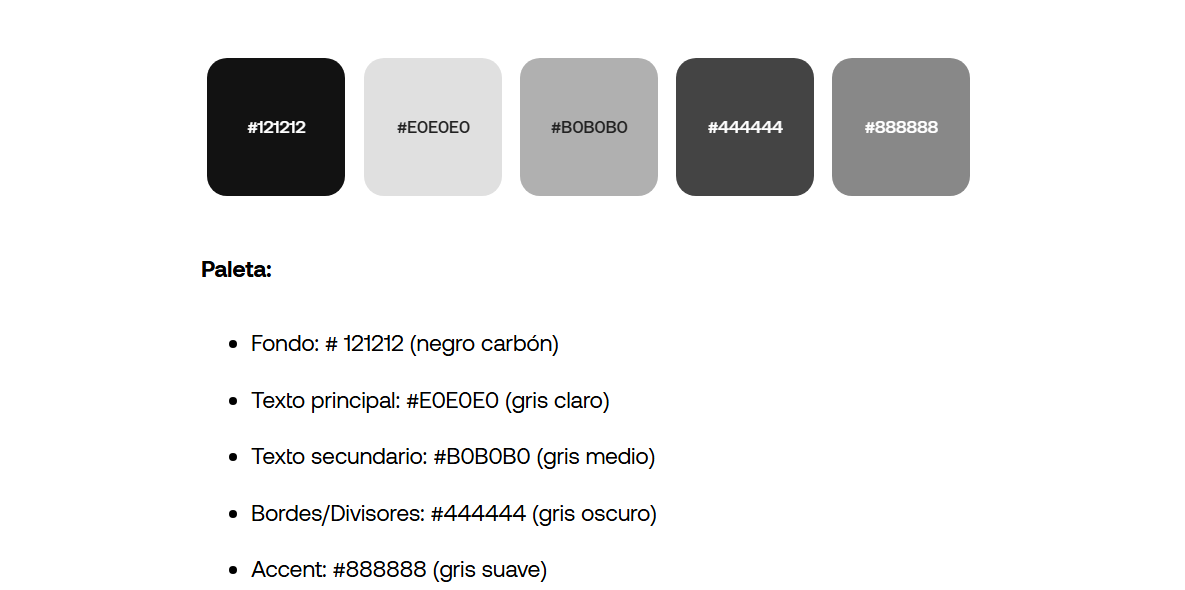 #121212 #E0E0E0 #B0B0B0 #444444 #888888
Paleta:
Fondo: # 121212 (negro carbón)
Texto principal: #E0E0E0 (gris claro)
Texto secundario: #B0B0B0 (gris medio)
Bordes/Divisores: #444444 (gris oscuro)
Accent: #888888 (gris suave)